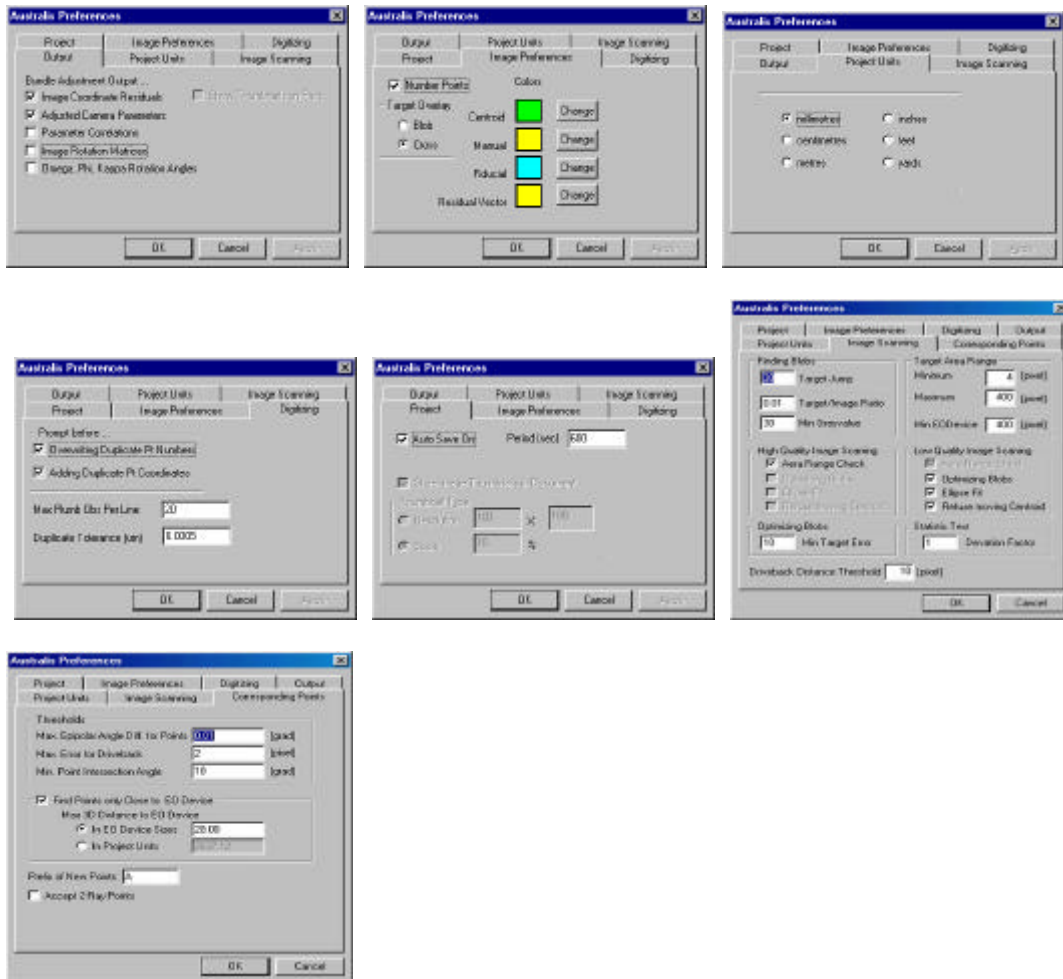 Australis Preferences
Project Image Preferences Digitizing
Output Project Units Image Scanning
Bundle Adjustment Output ...
Image Coordinate Residuals
Adjusted Camera Parameters
Parameter Correlations
Image Rotation Matrices
Omega, Phi, Kappa Rotation Angles
OK Cancel Apply
Australis Preferences
Output Project Units Image Scanning
Project Image Preferences Digitizing
Number Points
Colors
Target Overlay
Blob
Cross
Centroid Change
Manual Change
Fiducial Change
Residual Vector Change
OK Cancel Apply
Australis Preferences
Project Image Preferences Digitizing
Output Project Units Image Scanning
millimetres inches
centimetres feet
metres yards
OK Cancel Apply
Australis Preferences
Output Project Units Image Scanning
Project Image Preferences Digitizing
Prompt before ...
Overwriting Duplicate Pt Numbers
Adding Duplicate Pt Coordinates
Max Plumb Obs Per Line 20
Duplicate Tolerance (um) 0.0005
OK Cancel Apply
Australis Preferences
Output Project Units Image Scanning
Project Image Preferences Digitizing
Auto Save On Period (sec) 600
Resolution 100 X 100
%
OK Cancel Apply
Australis Preferences
Project Image Preferences Digitizing Output
Project Units Image Scanning Corresponding Points
Finding Blobs
Target Jump
0.01 Target/Image Ratio
30 Min Grayvalue
Target Area Range
Minimum 4 (pixel)
Maximum 400 (pixel)
Min EODevice 400 (pixel)
High Quality Image Scaning
Area Range Check
Low Quality Image Scaning
Optimizing Blobs
Ellipse Fit
Return moving Centroid
Optimizing Blobs
10 Min Target Error
Statistic Test
1 Deviation Factor
Driveback Distance Threshold 10 (pixel)
OK Cancel
Australis Preferences
Project Image Preferences Digitizing Output
Project Units Image Scanning Corresponding Points
Thresholds
Max. Epipolar Angle Diff. for Points 0.01 (grad)
Max. Error for Driveback 2 (pixel)
Min. Point Intersection Angle 10 (grad)
Find Points only Close to EO Device
Max 3D Distance to EO Device
In EO Device Sizes 20.00
In Project Units
Prefix of New Points A
Accept 2-Ray Points
OK Cancel